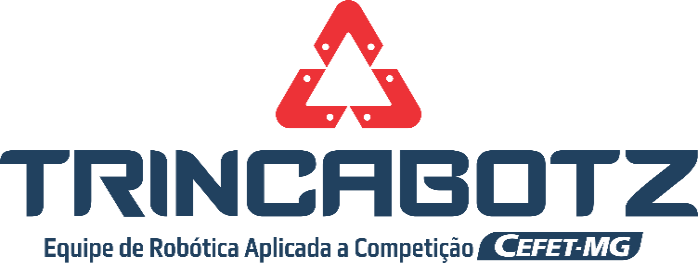 TRINCABOTZ
Equipe de Robótica Aplicada a Competição CEFET-MG